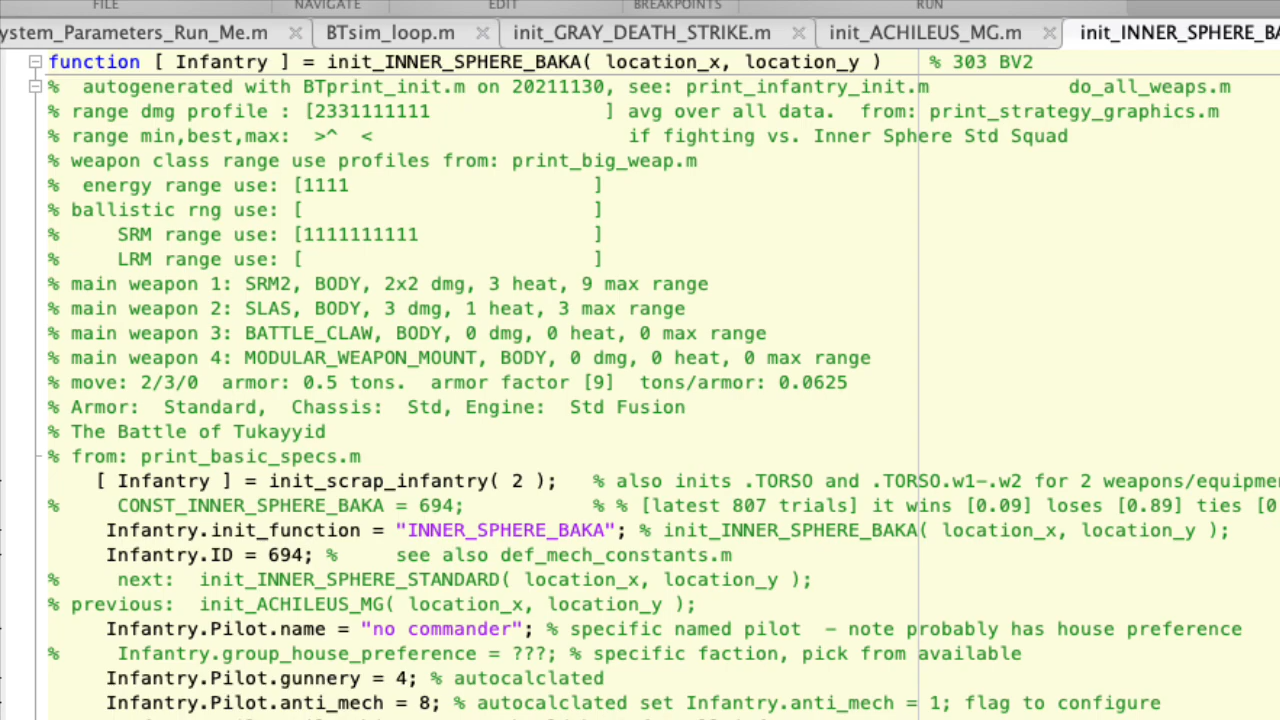 FILE NAVIGATE EDIT BREAKPOINTS RUN
ystem_Parameters_Run_Me.m × BTsim_loop.m × init_GRAY_DEATH_STRIKE.m × init_ACHILEUS_MG.m × init_INNER_SPHERE_BA
function [ Infantry ] = init_INNER_SPHERE_BAKA( location_x, location_y ) % 303 BV2
% autogenerated with BTprint_init.m on 20211130, see: print_infantry_init.m do_all_weaps.m
% range dmg profile : [2331111111 ] avg over all data. from: print_strategy_graphics.m
% range min,best,max: >^ < if fighting vs. Inner Sphere Std Squad
% weapon class range use profiles from: print_big_weap.m
% energy range use: [1111 ]
% ballistic rng use: [ ]
% SRM range use: [1111111111 ]
% LRM range use: [ ]
% main weapon 1: SRM2, BODY, 2x2 dmg, 3 heat, 9 max range
% main weapon 2: SLAS, BODY, 3 dmg, 1 heat, 3 max range
% main weapon 3: BATTLE_CLAW, BODY, 0 dmg, 0 heat, 0 max range
% main weapon 4: MODULAR_WEAPON_MOUNT, BODY, 0 dmg, 0 heat, 0 max range
% move: 2/3/0 armor: 0.5 tons. armor factor [9] tons/armor: 0.0625
% Armor: Standard, Chassis: Std, Engine: Std Fusion
% The Battle of Tukayyid
% from: print_basic_specs.m
[ Infantry ] = init_scrap_infantry( 2 ); % also inits .TORSO and .TORSO.w1-.w2 for 2 weapons/equipme
% CONST_INNER_SPHERE_BAKA = 694; % % [latest 807 trials] it wins [0.09] loses [0.89] ties [0
Infantry.init_function = "INNER_SPHERE_BAKA"; % init_INNER_SPHERE_BAKA( location_x, location_y );
Infantry.ID = 694; % see also def_mech_constants.m
% next: init_INNER_SPHERE_STANDARD( location_x, location_y );
% previous: init_ACHILEUS_MG( location_x, location_y );
Infantry.Pilot.name = "no commander"; % specific named pilot - note probably has house preference
% Infantry.group_house_preference = ???; % specific faction, pick from available
Infantry.Pilot.gunnery = 4; % autocalclated
Infantry.Pilot.anti_mech = 8; % autocalclated set Infantry.anti_mech = 1; flag to configure